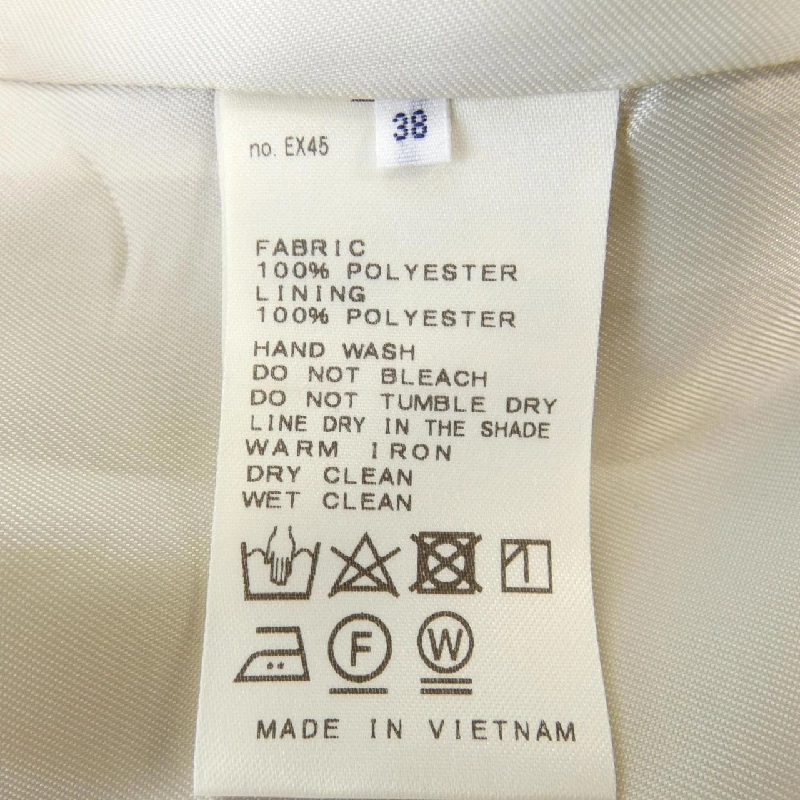 38
no. EX45
FABRIC
100% POLYESTER
LINING
100% POLYESTER
HAND WASH
DO NOT BLEACH
DO NOT TUMBLE DRY
LINE DRY IN THE SHADE
WARM IRON
DRY CLEAN
WET CLEAN
F W
MADE IN VIETNAM